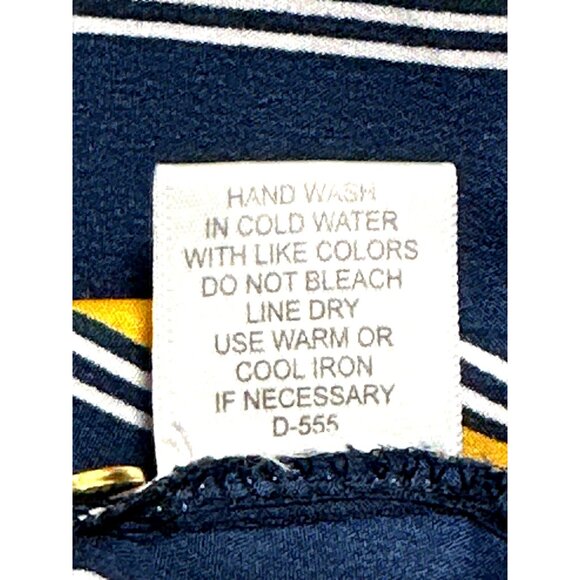 HAND WASH
IN COLD WATER
WITH LIKE COLORS
DO NOT BLEACH
LINE DRY
USE WARM OR
COOL IRON
IF NECESSARY
D-555